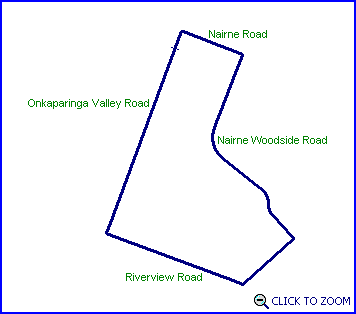 Nairne Road
Onkaparinga Valley Road
Nairne Woodside Road
Riverview Road
CLICK TO ZOOM